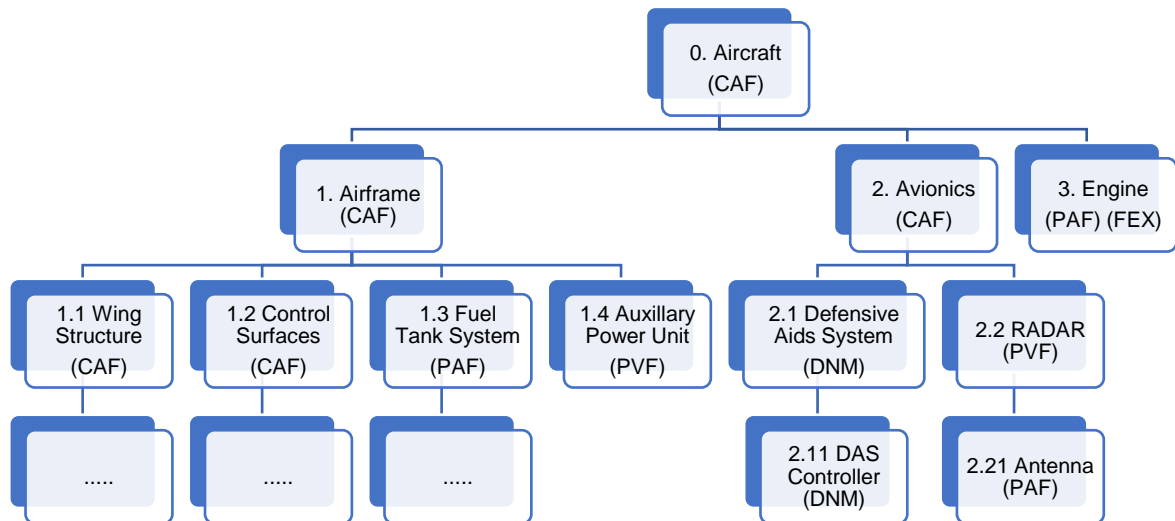 0. Aircraft
(CAF)
1. Airframe
(CAF)
2. Avionics
(CAF)
3. Engine
(PAF) (FEX)
1.1 Wing
Structure
(CAF)
1.2 Control
Surfaces
(CAF)
1.3 Fuel
Tank System
(PAF)
1.4 Auxillary
Power Unit
(PVF)
2.1 Defensive
Aids System
(DNM)
2.2 RADAR
(PVF)
.....
.....
.....
2.11 DAS
Controller
(DNM)
2.21 Antenna
(PAF)